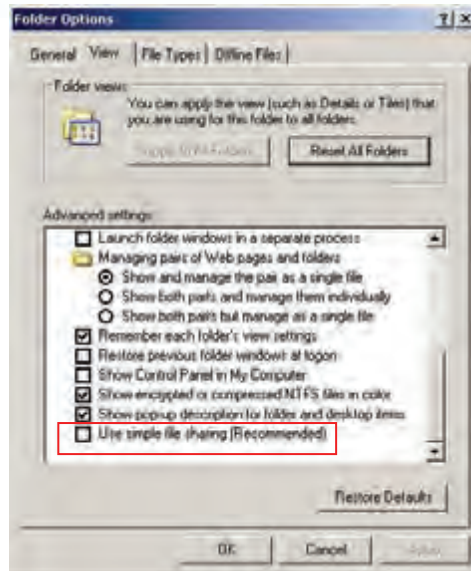 Folder Options
General View File Types Offline Files
Folder views
You can apply the view (such as Details or Tiles) that
you are using for this folder to all folders.
Reset All Folders
Advanced settings:
Launch folder windows in a separate process
Managing pairs of Web pages and folders
Show and manage the pair as a single file
Show both parts and manage them individually
Show both parts but manage as a single file
Remember each folder's view settings
Restore previous folder windows at logon
Show Control Panel in My Computer
Show encrypted or compressed NTFS files in color
Show pop-up description for folder and desktop items
Use simple file sharing (Recommended)
Restore Defaults
OK Cancel Apply